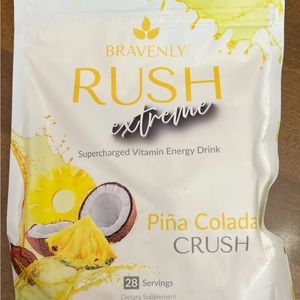 BRAVENLY
RUSH
extreme
Supercharged Vitamin Energy Drink
Piña Colada
CRUSH
28 Servings
Dietary Supplement